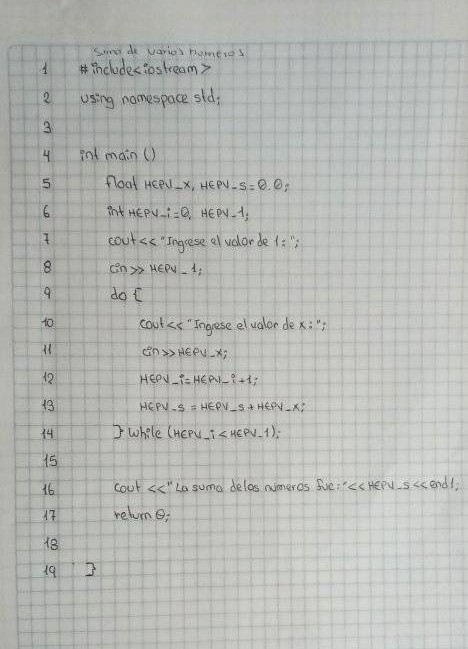 Suma de varios numeros
1 #include<iostream>
2 using namespace std;
3
4 int main ()
5 float HEPV_x, HEPV_s=0.0;
6 int HEPV_i=0, HEPV_1;
7 cout<< "Ingrese el valor de 1:";
8 cin>> HEPV_1;
9 do {
10 cout<< "Ingrese el valor de x:";
11 cin>>HEPV_x;
12 HEPV_i=HEPV_i+1;
13 HEPV_s = HEPV_s+HEPV_x;
14 } while (HEPV_i<HEPV_1);
15
16 cout <<"La suma de los numeros fue:"<<HEPV_s<<endl;
17 return 0;
18
19 }